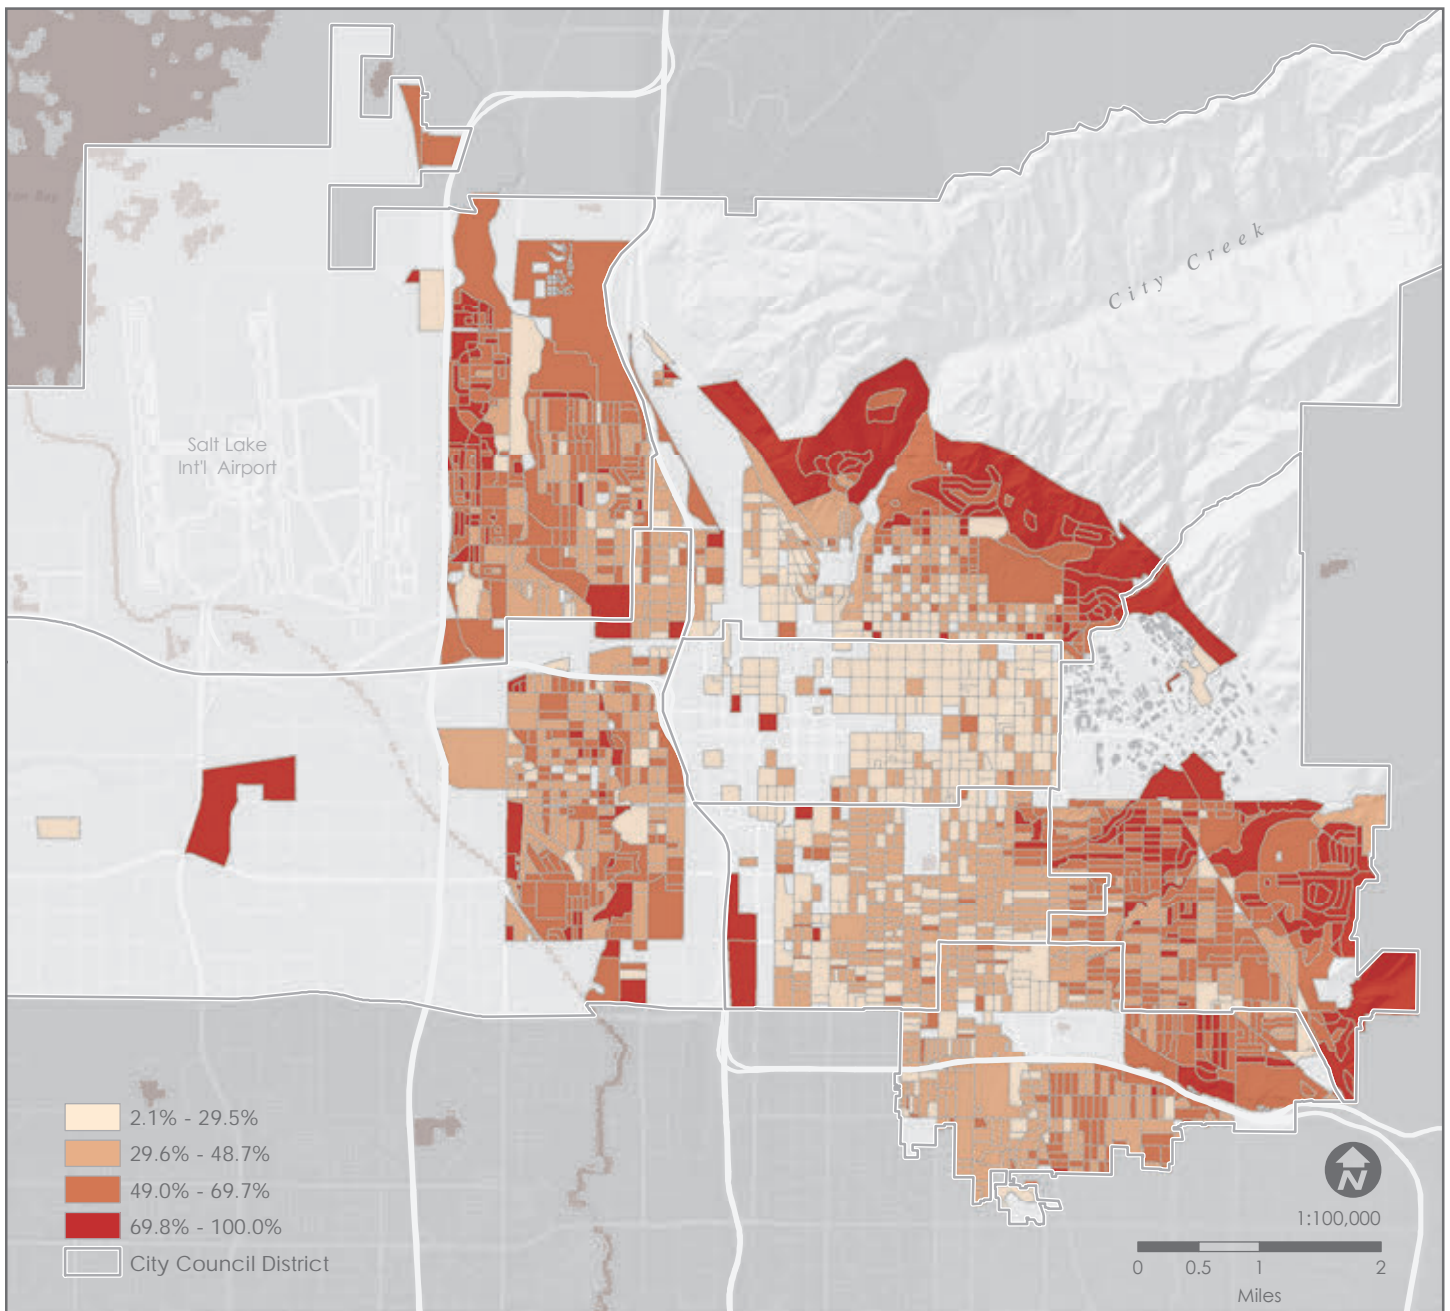 City Creek
Salt Lake
Int'l Airport
2.1% - 29.5%
29.6% - 48.7%
49.0% - 69.7%
69.8% - 100.0%
City Council District
N
1:100,000
0 0.5 1 2
Miles